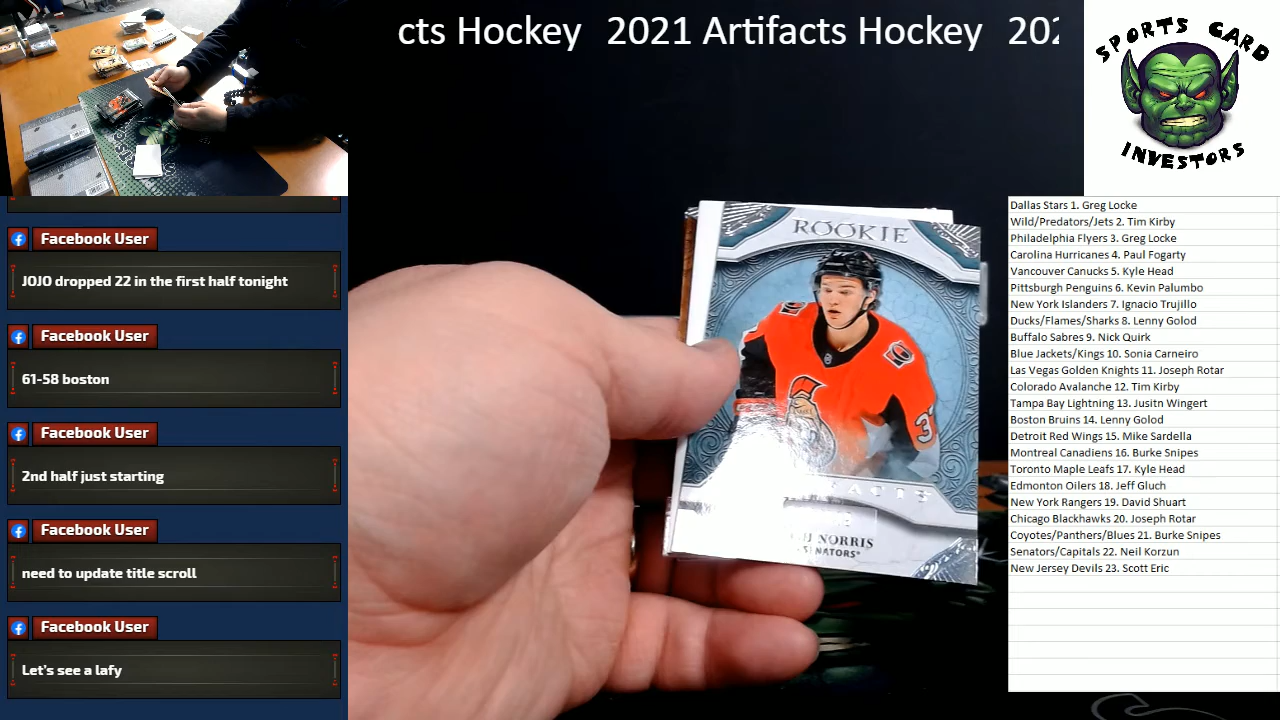 cts Hockey 2021 Artifacts Hockey 202
SPORTS CARD
INVESTORS
Facebook User
JOJO dropped 22 in the first half tonight
Facebook User
61-58 boston
Facebook User
2nd half just starting
Facebook User
need to update title scroll
Facebook User
Let's see a lafy
ROOKIE
NORRIS
SENATORS
Dallas Stars 1. Greg Locke
Wild/Predators/Jets 2. Tim Kirby
Philadelphia Flyers 3. Greg Locke
Carolina Hurricanes 4. Paul Fogarty
Vancouver Canucks 5. Kyle Head
Pittsburgh Penguins 6. Kevin Palumbo
New York Islanders 7. Ignacio Trujillo
Ducks/Flames/Sharks 8. Lenny Golod
Buffalo Sabres 9. Nick Quirk
Blue Jackets/Kings 10. Sonia Carneiro
Las Vegas Golden Knights 11. Joseph Rotar
Colorado Avalanche 12. Tim Kirby
Tampa Bay Lightning 13. Jusitn Wingert
Boston Bruins 14. Lenny Golod
Detroit Red Wings 15. Mike Sardella
Montreal Canadiens 16. Burke Snipes
Toronto Maple Leafs 17. Kyle Head
Edmonton Oilers 18. Jeff Gluch
New York Rangers 19. David Shuart
Chicago Blackhawks 20. Joseph Rotar
Coyotes/Panthers/Blues 21. Burke Snipes
Senators/Capitals 22. Neil Korzun
New Jersey Devils 23. Scott Eric